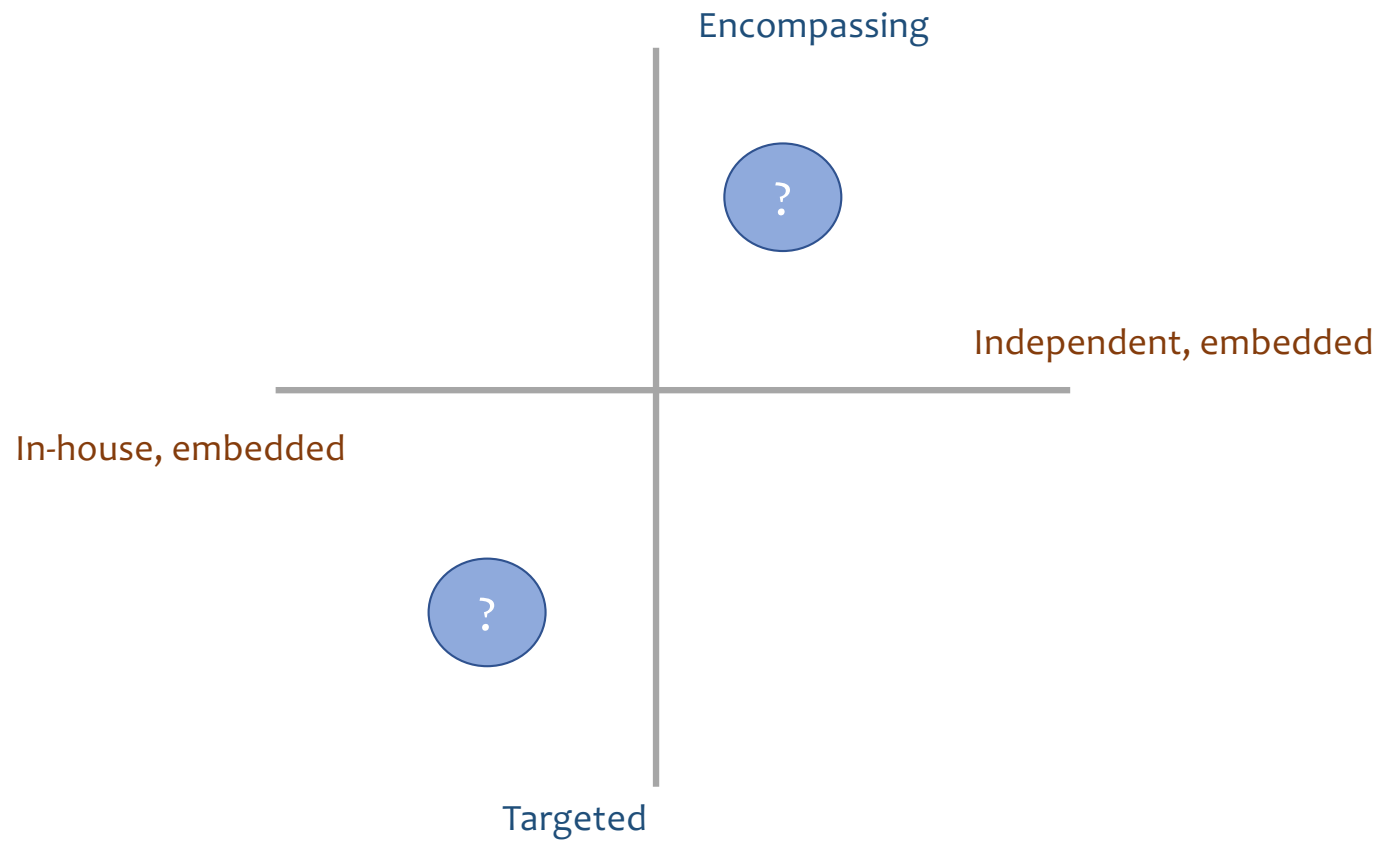 Encompassing
?
Independent, embedded
In-house, embedded
?
Targeted